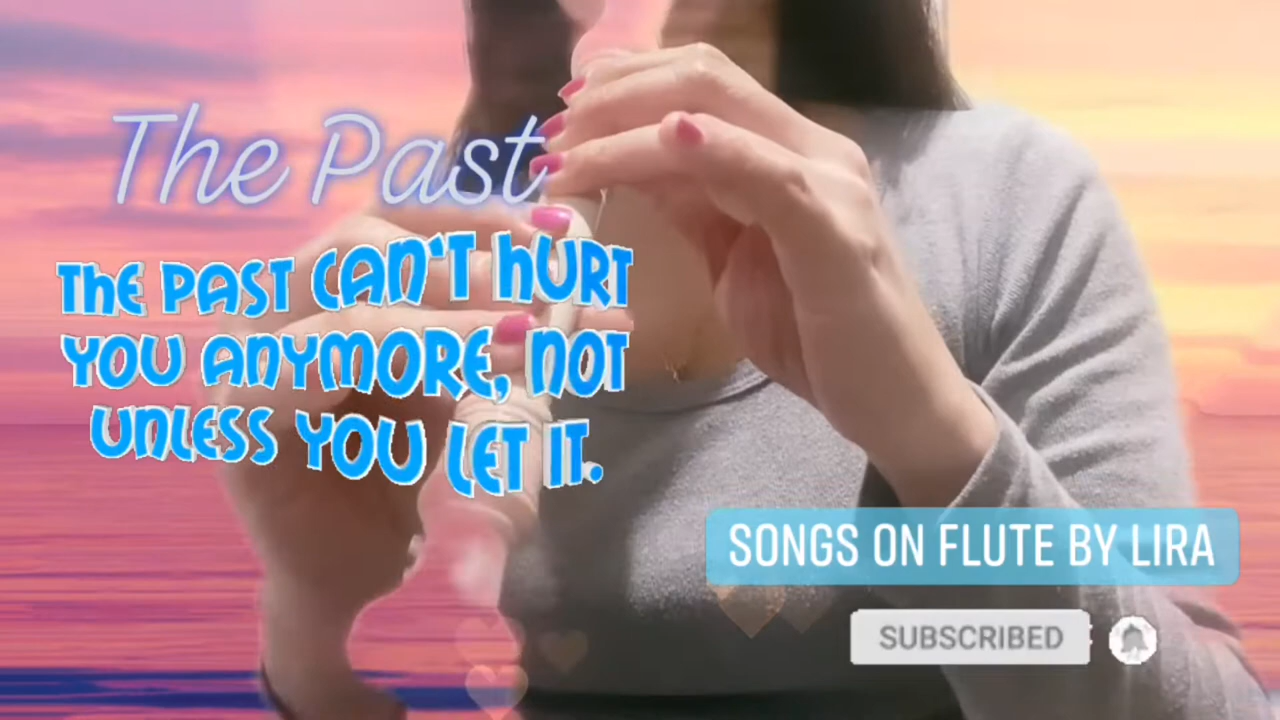 The Past
THE PAST CAN'T HURT
YOU ANYMORE, NOT
UNLESS YOU LET IT.
SONGS ON FLUTE BY LIRA
SUBSCRIBED